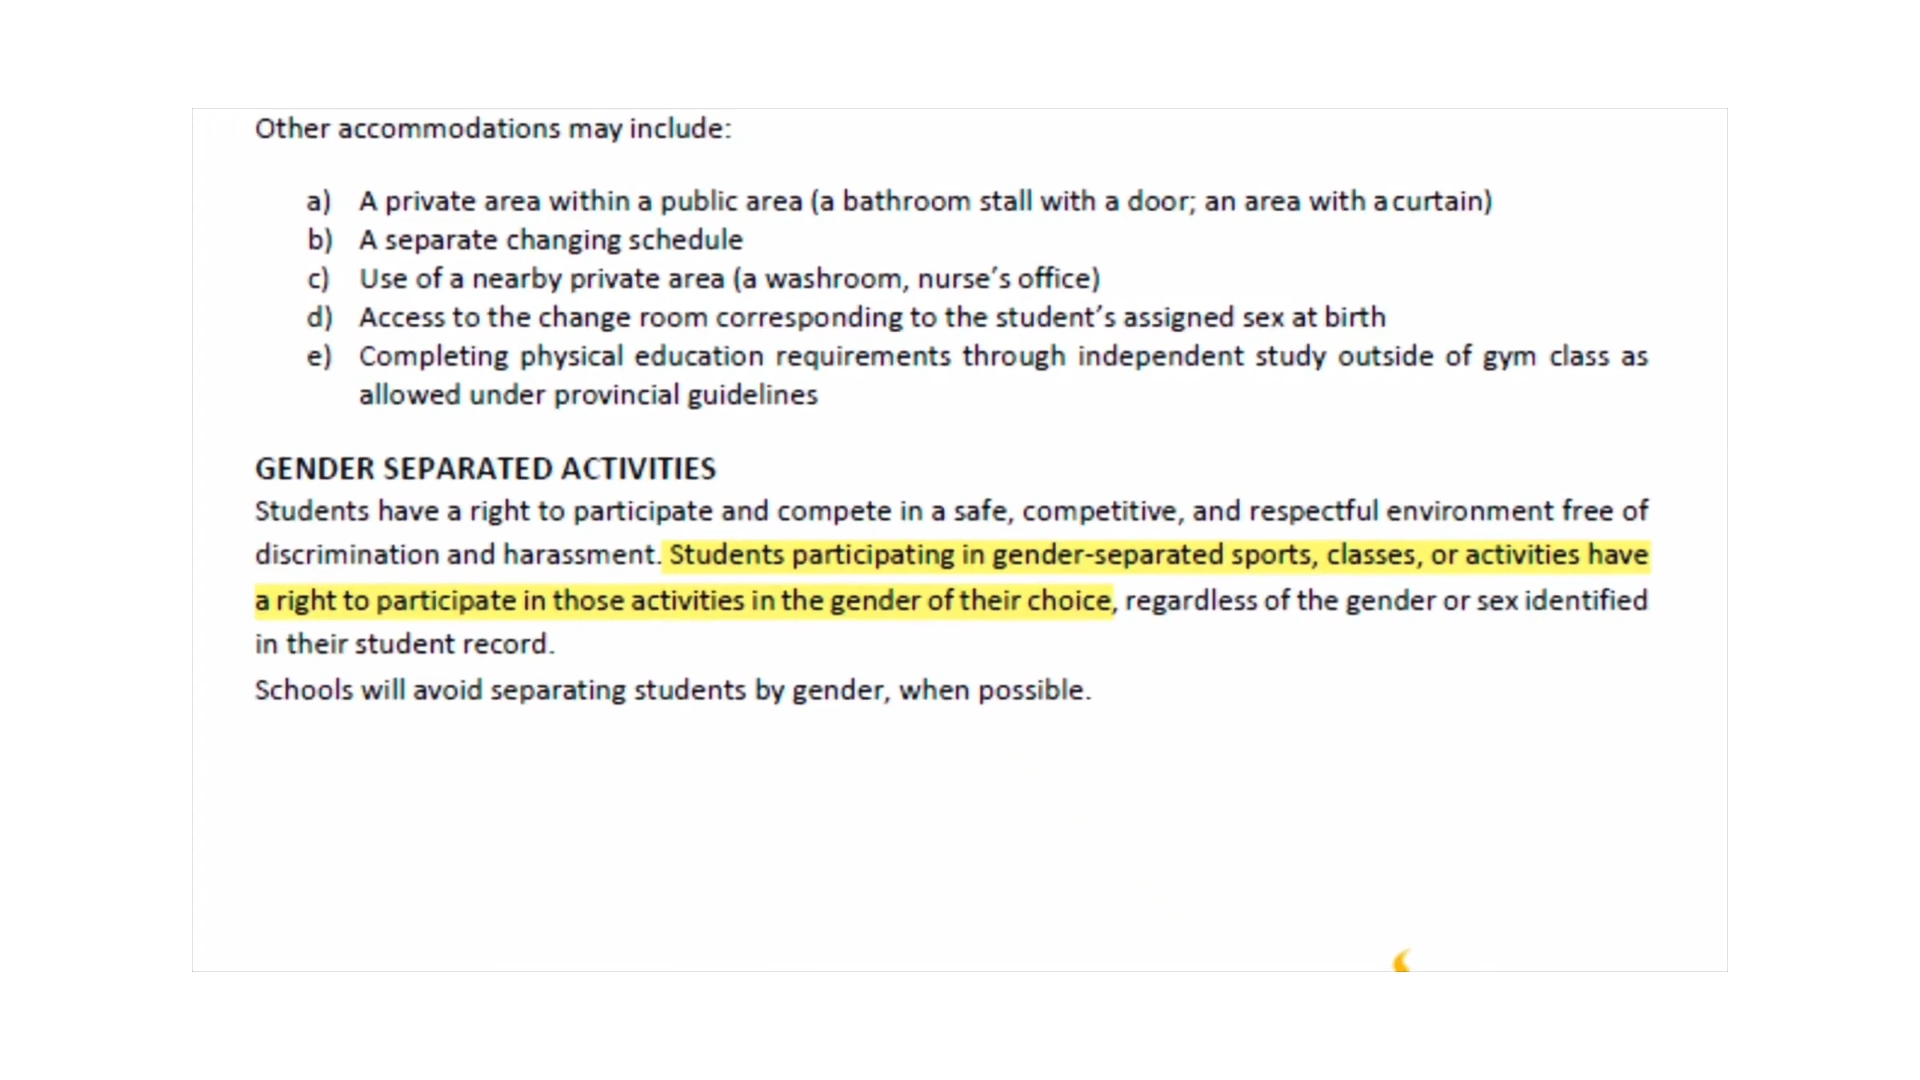 Other accommodations may include:
a) A private area within a public area (a bathroom stall with a door; an area with a curtain)
b) A separate changing schedule
c) Use of a nearby private area (a washroom, nurse’s office)
d) Access to the change room corresponding to the student’s assigned sex at birth
e) Completing physical education requirements through independent study outside of gym class as
allowed under provincial guidelines
GENDER SEPARATED ACTIVITIES
Students have a right to participate and compete in a safe, competitive, and respectful environment free of
discrimination and harassment. Students participating in gender-separated sports, classes, or activities have
a right to participate in those activities in the gender of their choice, regardless of the gender or sex identified
in their student record.
Schools will avoid separating students by gender, when possible.